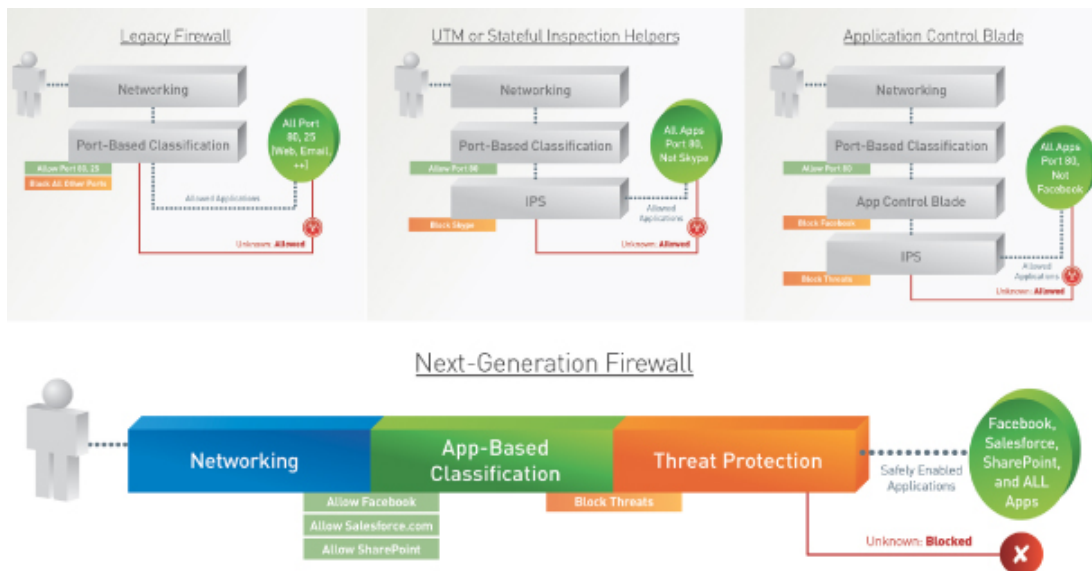 Legacy Firewall
Networking
Port-Based Classification
Allow Port 80, 25
Block All Other Ports
Allowed Applications
All Port
80, 25
[Web, Email,
++]
Unknown: Allowed
UTM or Stateful Inspection Helpers
Networking
Port-Based Classification
Allow Port 80
IPS
Block Skype
Allowed
Applications
All Apps
Port 80,
Not Skype
Unknown: Allowed
Application Control Blade
Networking
Port-Based Classification
Allow Port 80
App Control Blade
Block Facebook
IPS
Block Threats
Allowed
Applications
All Apps
Port 80,
Not
Facebook
Unknown: Allowed
Next-Generation Firewall
Networking
App-Based
Classification
Threat Protection
Allow Facebook
Allow Salesforce.com
Allow SharePoint
Block Threats
Safely Enabled
Applications
Facebook,
Salesforce,
SharePoint,
and ALL
Apps
Unknown: Blocked